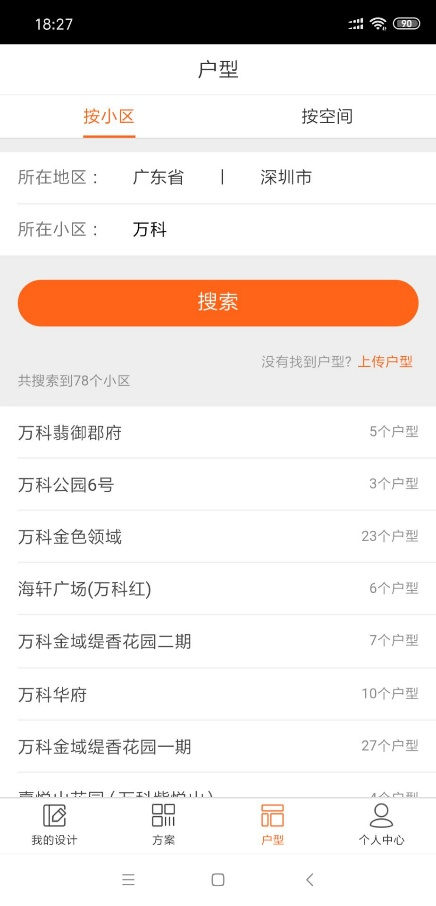 18:27
90
户型
按小区 按空间
所在地区： 广东省 | 深圳市
所在小区： 万科
搜索
没有找到户型？上传户型
共搜索到78个小区
万科翡御郡府 5个户型
万科公园6号 3个户型
万科金色领域 23个户型
海轩广场(万科红) 6个户型
万科金域缇香花园二期 7个户型
万科华府 10个户型
万科金域缇香花园一期 27个户型
我的设计 方案 户型 个人中心